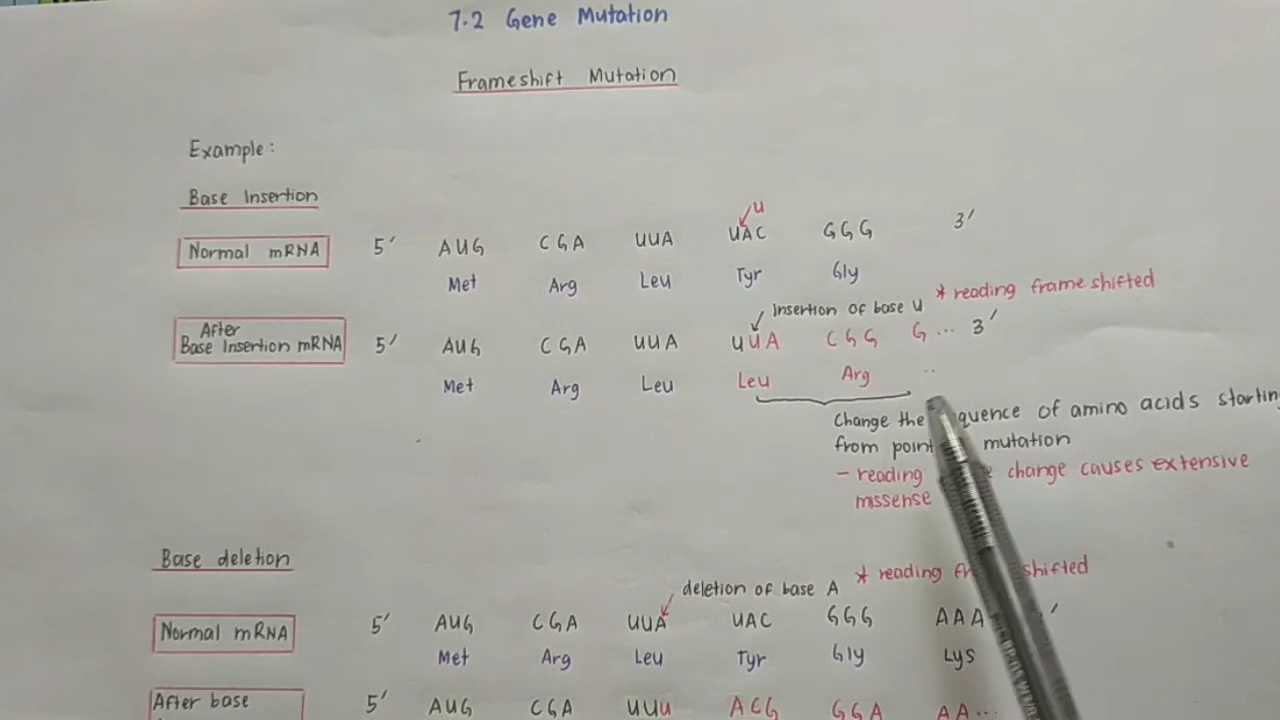 7.2 Gene Mutation
Frameshift Mutation
Example:
Base Insertion
U
Normal mRNA 5' AUG CGA UUA UAC GGG 3'
Met Arg Leu Tyr Gly
Insertion of base U * reading frame shifted
After
Base Insertion mRNA 5' AUG CGA UUA UUA CGG G... 3'
Met Arg Leu Leu Arg ..
Change the quence of amino acids starting
from point mutation
- reading change causes extensive
missense
Base deletion
deletion of base A * reading shifted
Normal mRNA 5' AUG CGA UUA UAC GGG AAA '
Met Arg Leu Tyr Gly Lys
After base 5' AUG CGA UUU ACG GGA AA...